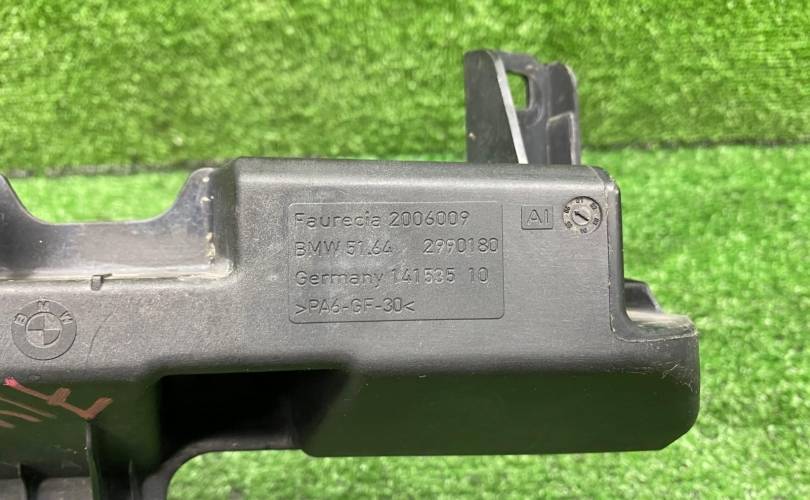 Faurecia 2006009
BMW 51.64 2990180
Germany 141535 10
>PA6-GF-30<
AI
BMW